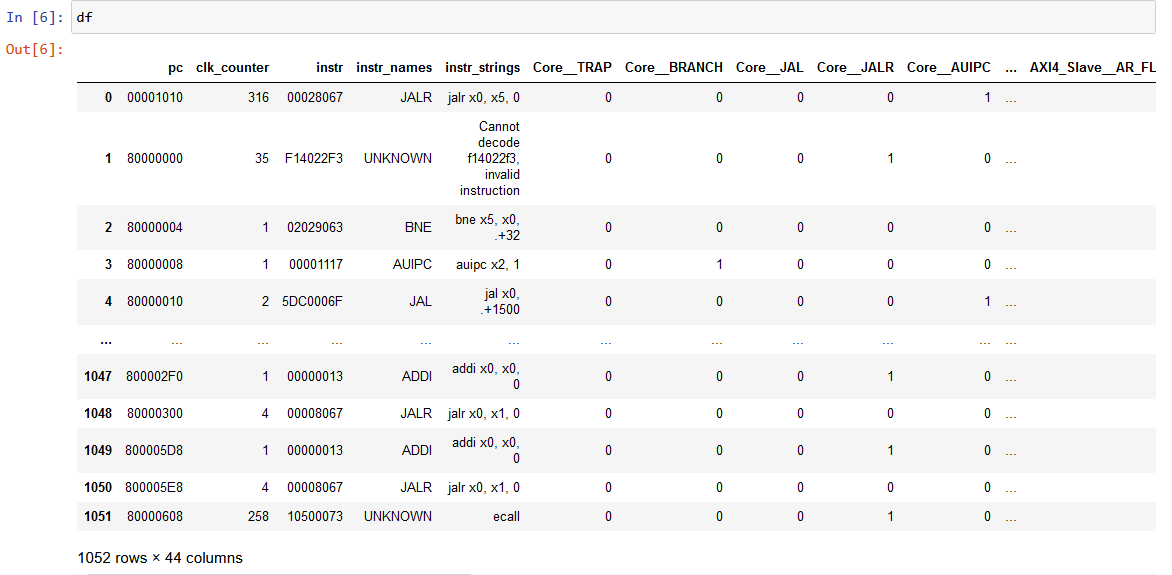 In [6]: df
Out[6]:
pc clk_counter instr instr_names instr_strings Core__TRAP Core__BRANCH Core__JAL Core__JALR Core__AUIPC ... AXI4_Slave__AR_FL
0 00001010 316 00028067 JALR jalr x0, x5, 0 0 0 0 0 1 ...
Cannot
decode
1 80000000 35 F14022F3 UNKNOWN f14022f3, 0 0 0 1 0 ...
invalid
instruction
bne x5, x0,
2 80000004 1 02029063 BNE 0 0 0 0 0 ...
.+32
3 80000008 1 00001117 AUIPC auipc x2, 1 0 1 0 0 0 ...
jal x0,
4 80000010 2 5DC0006F JAL 0 0 0 0 1 ...
.+1500
... ... ... ... ... ... ... ... ... ... ... ...
addi x0, x0,
1047 800002F0 1 00000013 ADDI 0 0 0 1 0 ...
0
1048 80000300 4 00008067 JALR jalr x0, x1, 0 0 0 0 0 0 ...
addi x0, x0,
1049 800005D8 1 00000013 ADDI 0 0 0 1 0 ...
0
1050 800005E8 4 00008067 JALR jalr x0, x1, 0 0 0 0 0 0 ...
1051 80000608 258 10500073 UNKNOWN ecall 0 0 0 1 0 ...
1052 rows × 44 columns